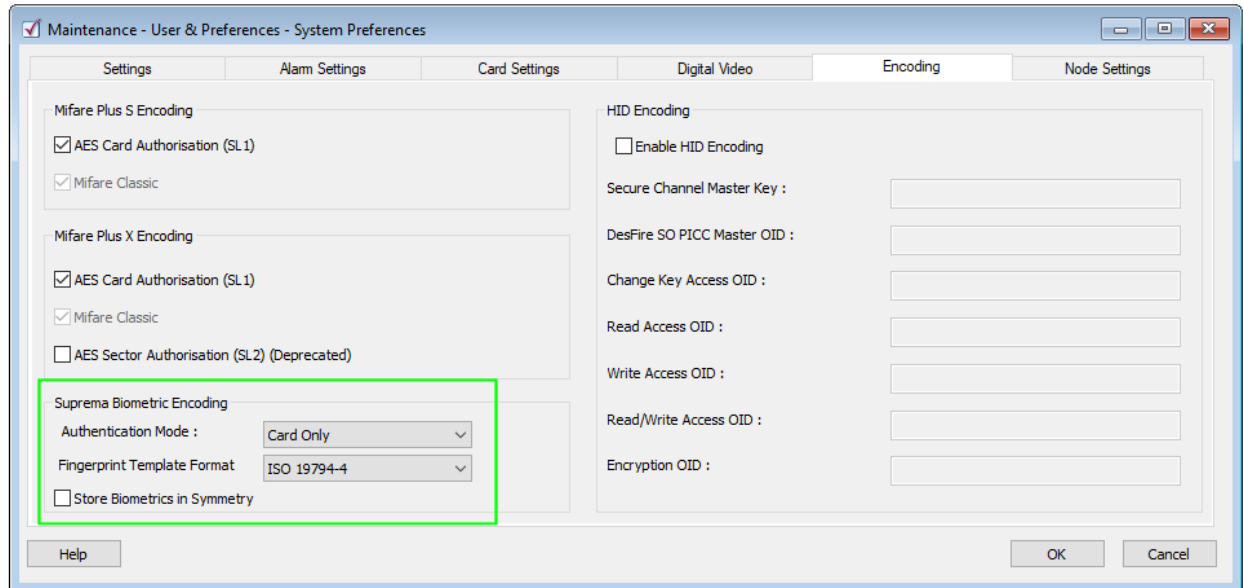 Maintenance - User & Preferences - System Preferences
Settings
Alarm Settings
Card Settings
Digital Video
Encoding
Node Settings
Mifare Plus S Encoding
AES Card Authorisation (SL1)
Mifare Classic
Mifare Plus X Encoding
AES Card Authorisation (SL1)
Mifare Classic
AES Sector Authorisation (SL2) (Deprecated)
Suprema Biometric Encoding
Authentication Mode : Card Only
Fingerprint Template Format ISO 19794-4
Store Biometrics in Symmetry
HID Encoding
Enable HID Encoding
Secure Channel Master Key :
DesFire SO PICC Master OID :
Change Key Access OID :
Read Access OID :
Write Access OID :
Read/Write Access OID :
Encryption OID :
Help
OK
Cancel